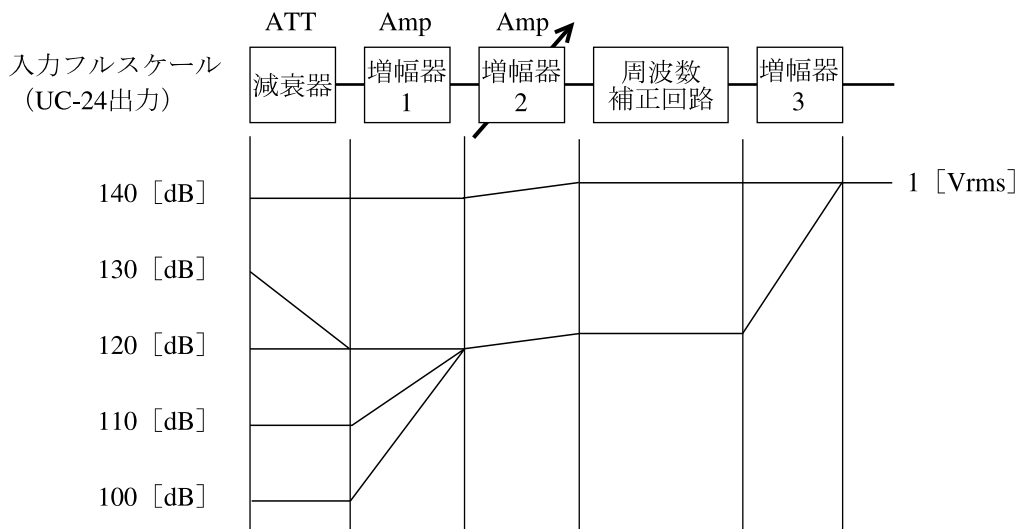 ATT Amp Amp
入力フルスケール
（UC-24出力）
減衰器
増幅器
1
増幅器
2
周波数
補正回路
増幅器
3
140［dB］
1［Vrms］
130［dB］
120［dB］
110［dB］
100［dB］